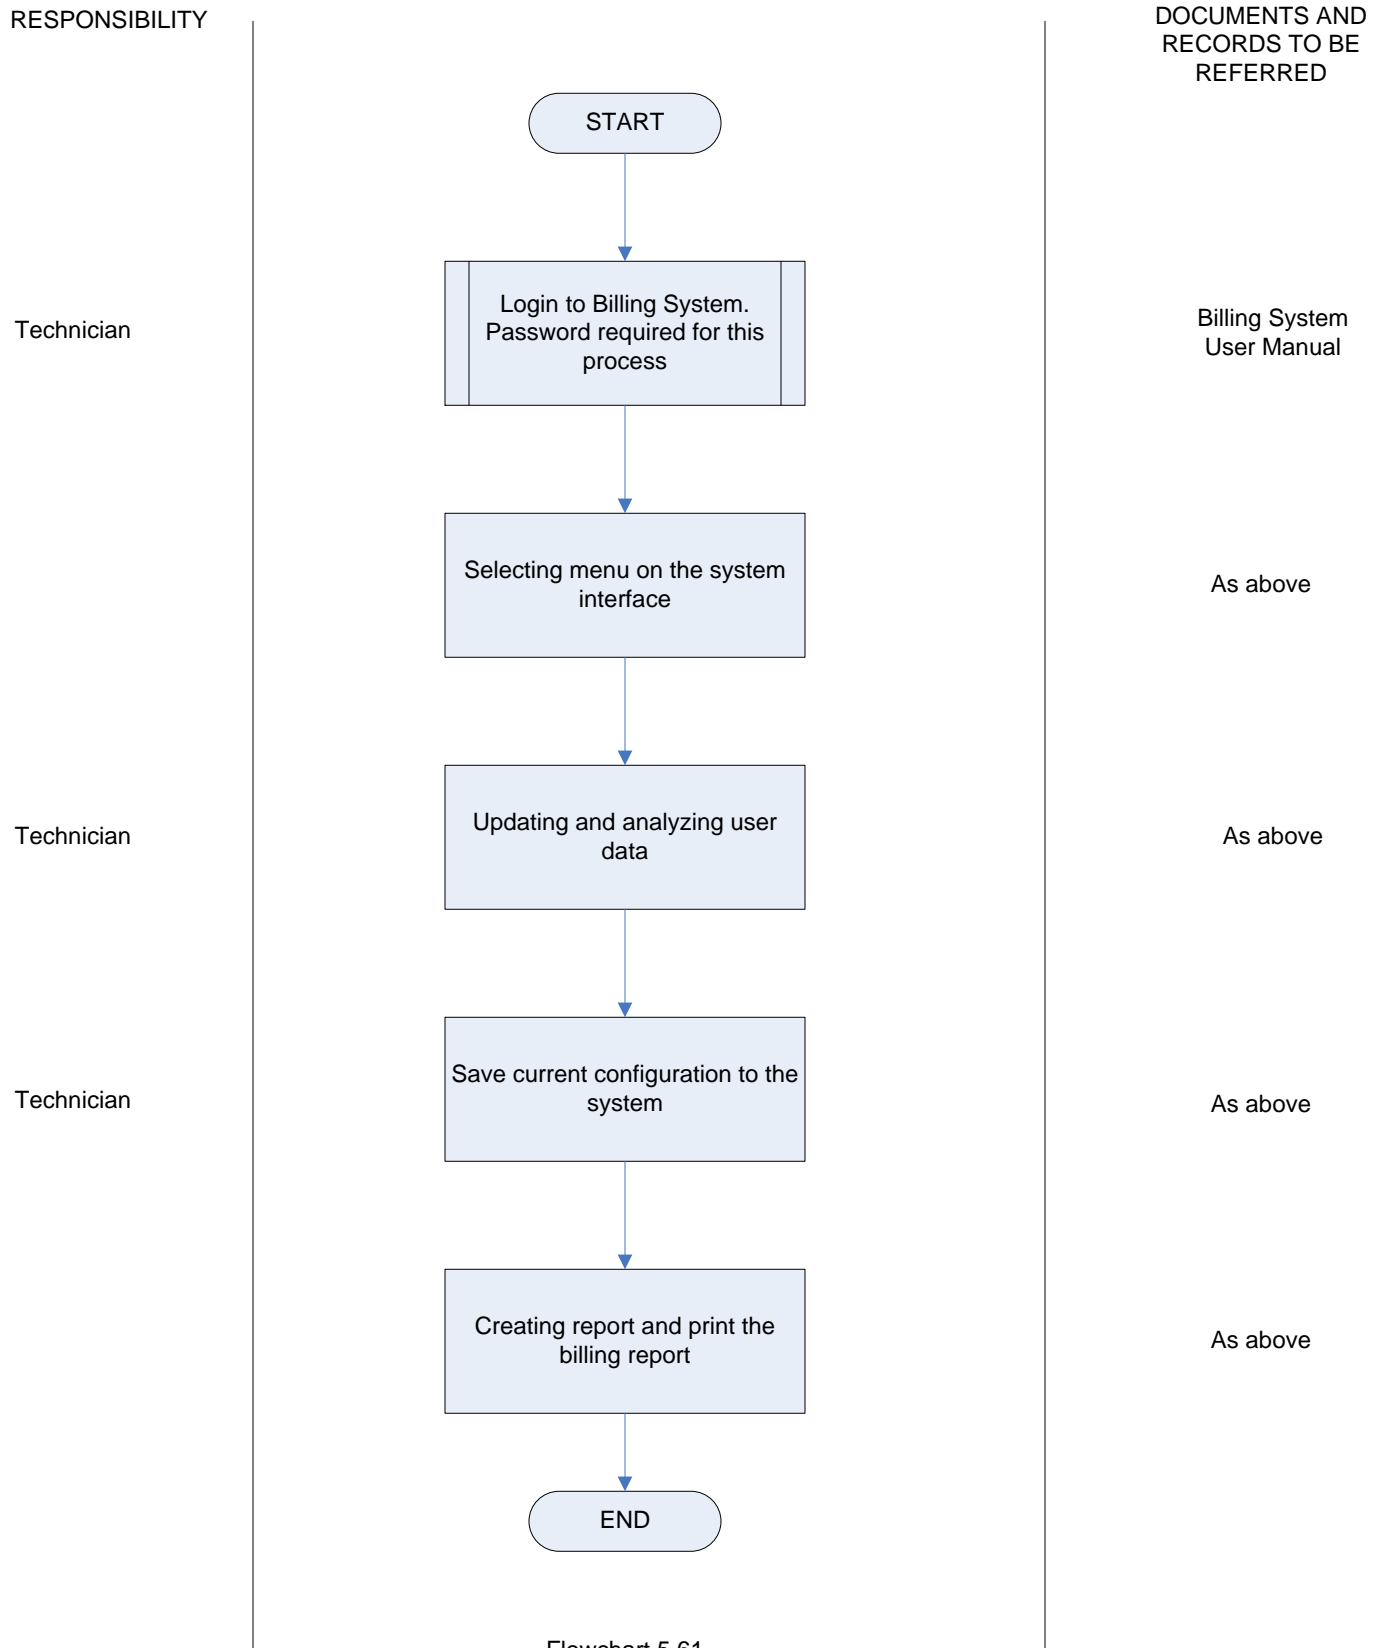 RESPONSIBILITY
DOCUMENTS AND
RECORDS TO BE
REFERRED
START
Technician
Login to Billing System.
Password required for this
process
Billing System
User Manual
Selecting menu on the system
interface
As above
Technician
Updating and analyzing user
data
As above
Technician
Save current configuration to the
system
As above
Creating report and print the
billing report
As above
END
Flowchart 5.61